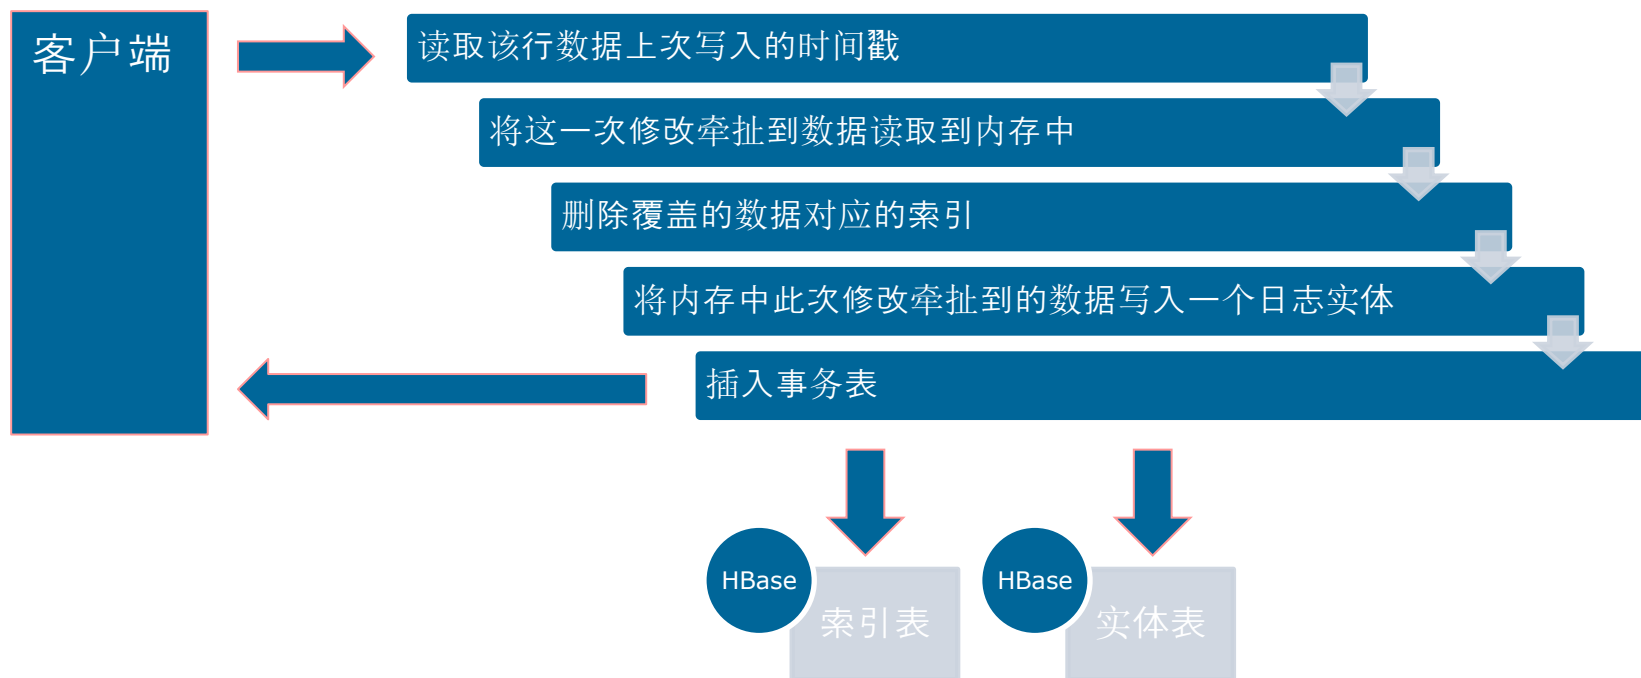 客户端
读取该行数据上次写入的时间戳
将这一次修改牵扯到数据读取到内存中
删除覆盖的数据对应的索引
将内存中此次修改牵扯到的数据写入一个日志实体
插入事务表
HBase
索引表
HBase
实体表